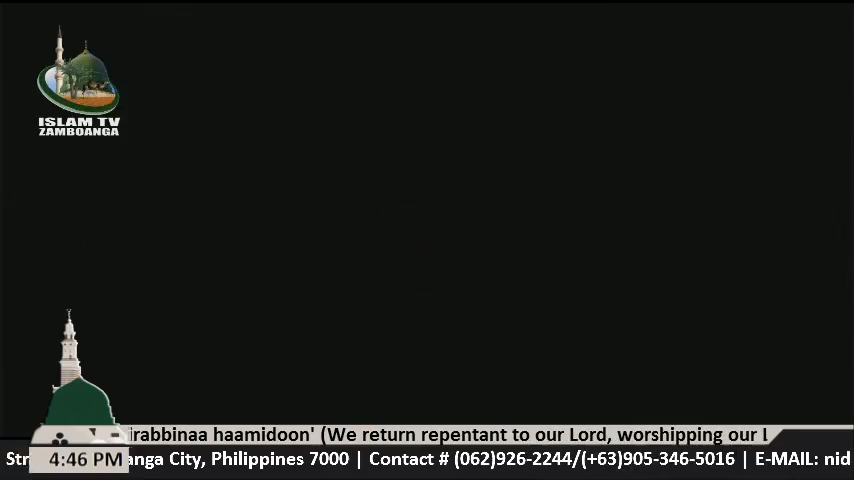 ISLAM TV
ZAMBOANGA
irabbinaa haamidoon' (We return repentant to our Lord, worshipping our
4:46 PM
anga City, Philippines 7000 | Contact # (062)926-2244/(+63)905-346-5016 | E-MAIL: nid